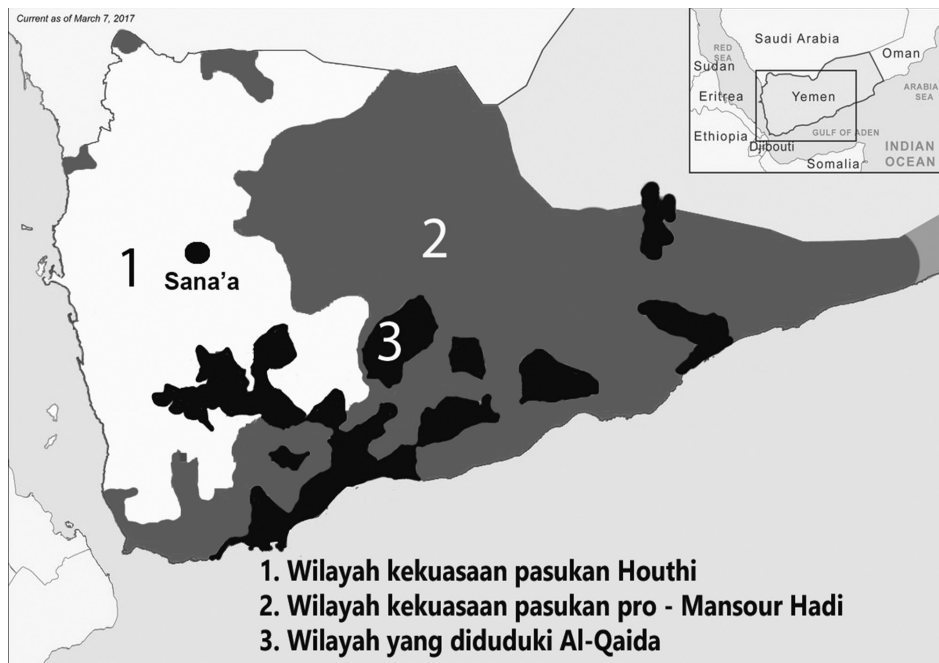 Current as of March 7, 2017
Saudi Arabia
RED
SEA
Oman
Sudan
ARABIA
SEA
Eritrea
Yemen
GULF OF ADEN
Ethiopia
Djibouti
INDIAN
OCEAN
Somalia
2
1
Sana’a
3
1. Wilayah kekuasaan pasukan Houthi
2. Wilayah kekuasaan pasukan pro - Mansour Hadi
3. Wilayah yang diduduki Al-Qaida